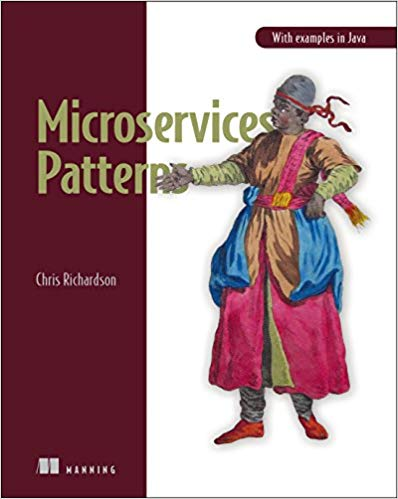 With examples in Java
Microservices
Patterns
Chris Richardson
MANNING